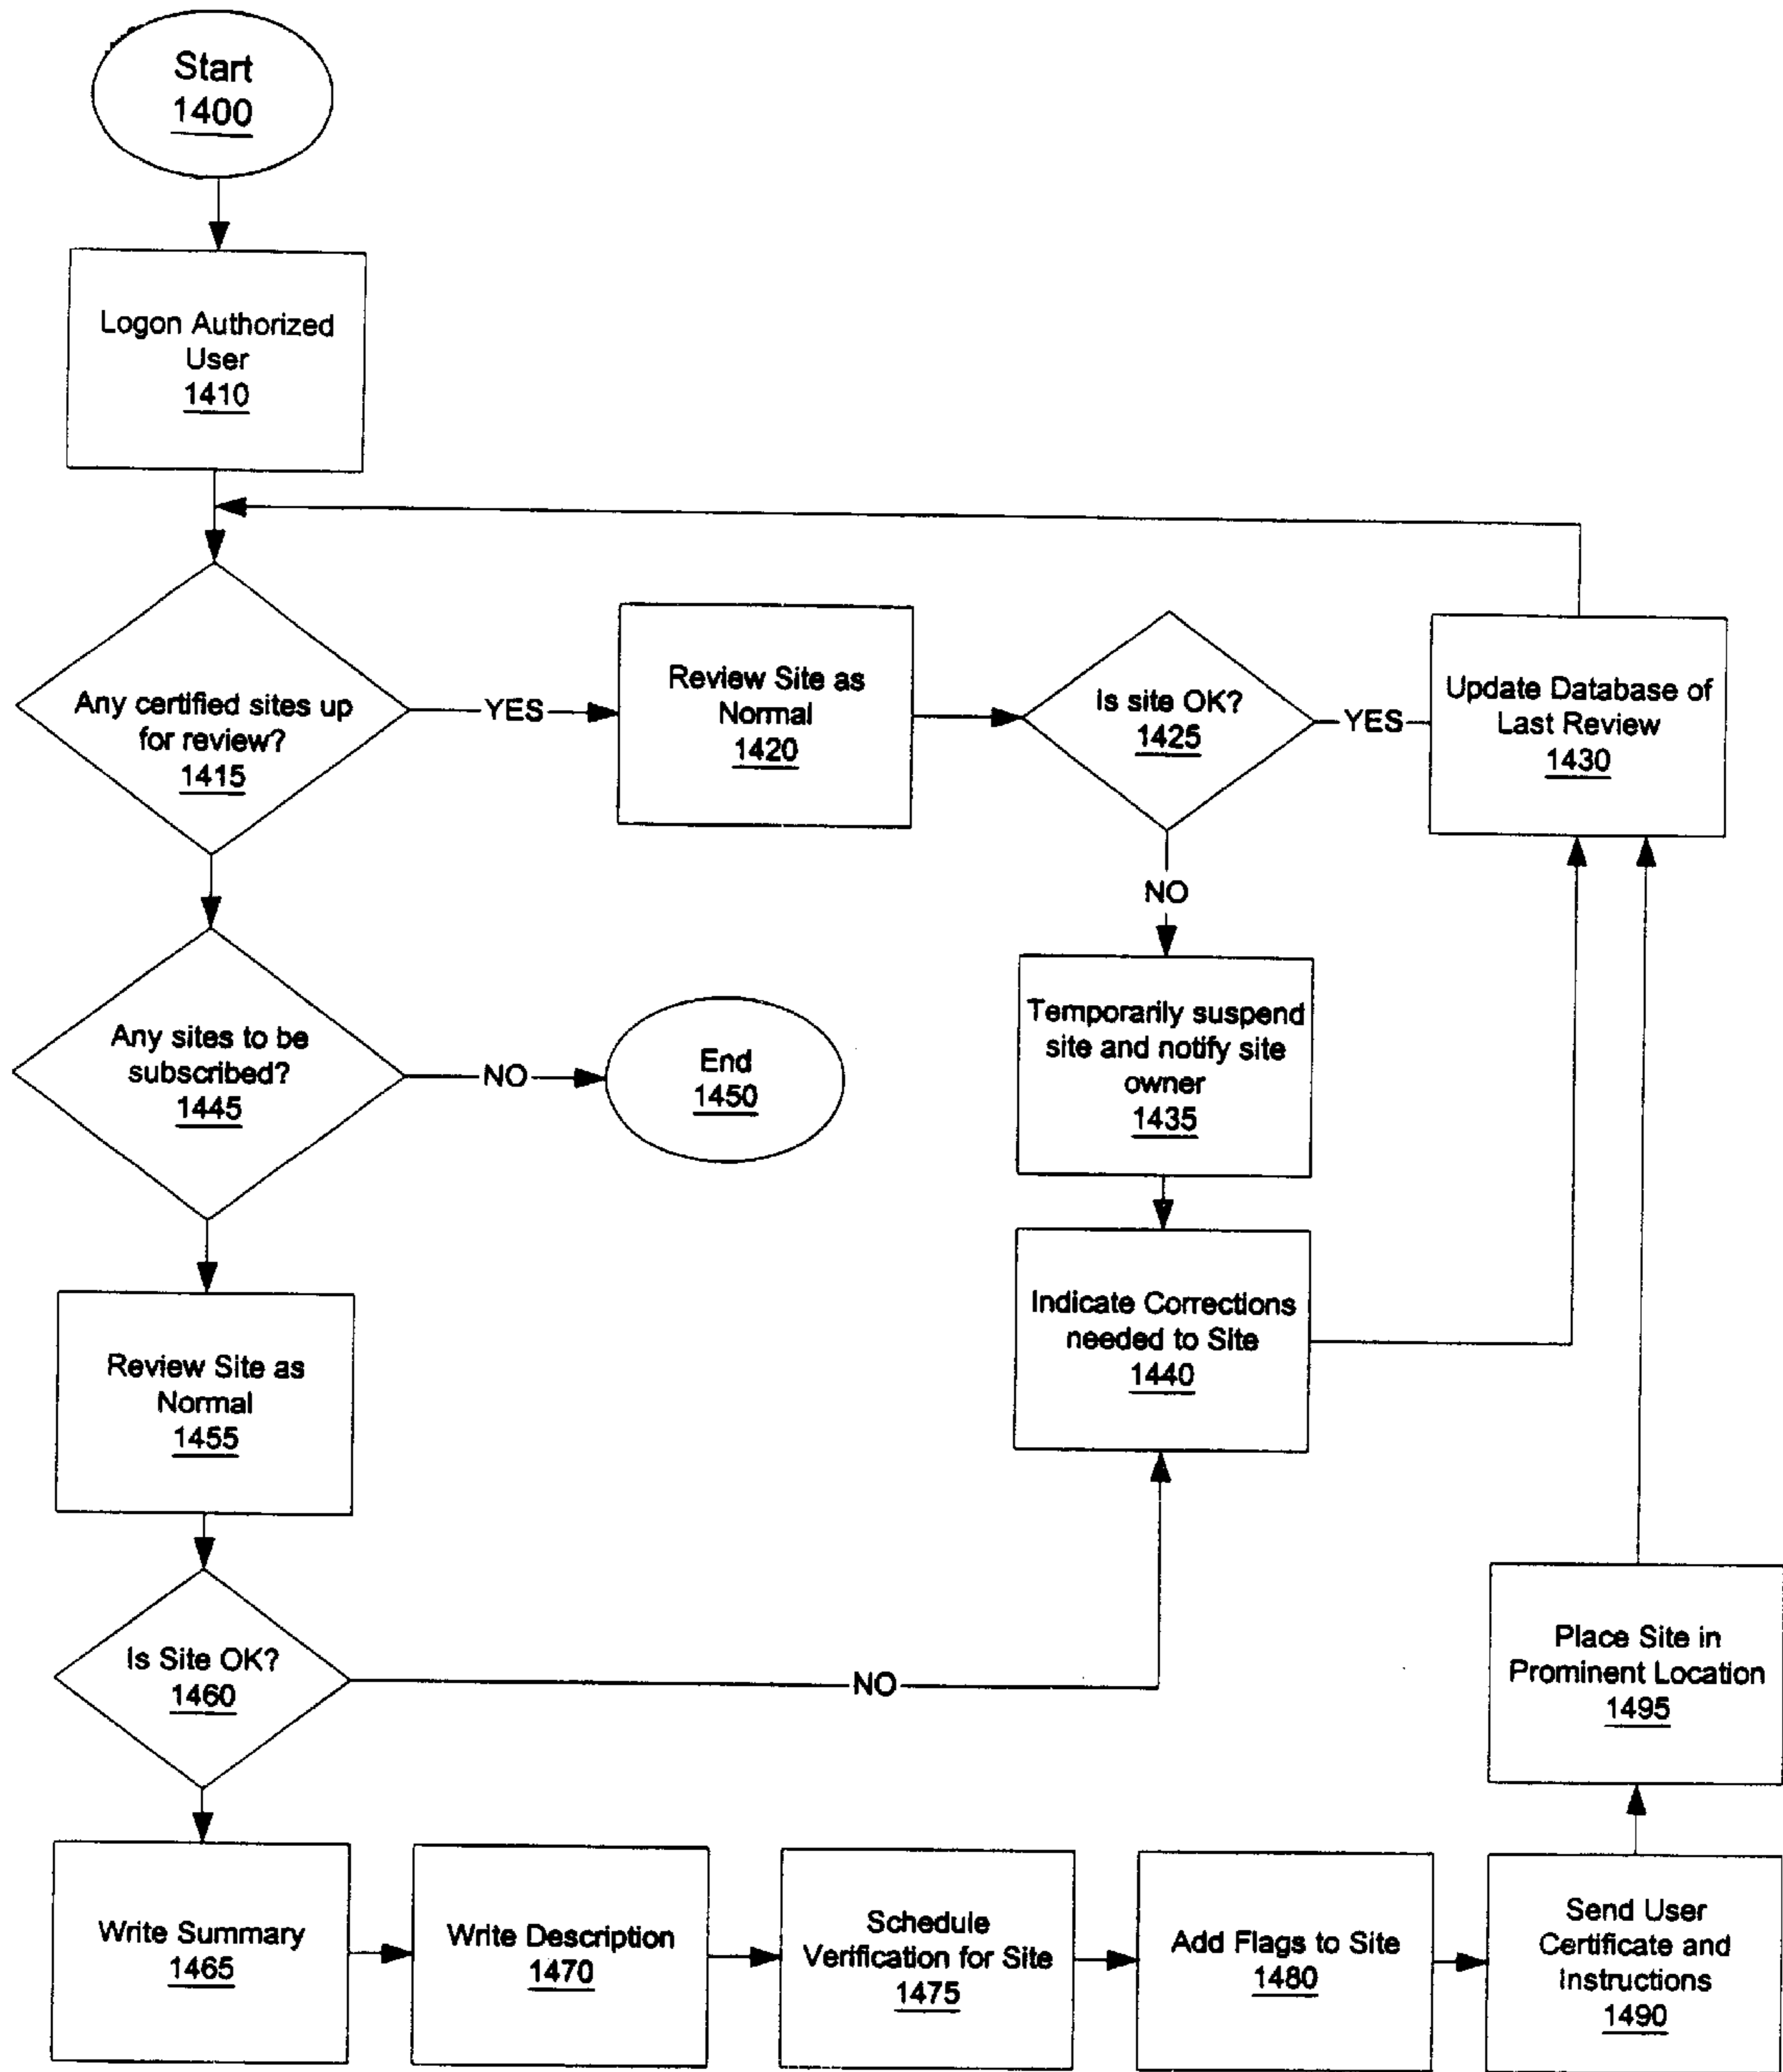 Start
1400
Logon Authorized
User
1410
Any certified sites up
for review?
1415
YES
Review Site as
Normal
1420
Is site OK?
1425
YES
Update Database of
Last Review
1430
NO
Temporarily suspend
site and notify site
owner
1435
Any sites to be
subscribed?
1445
NO
End
1450
Indicate Corrections
needed to Site
1440
Review Site as
Normal
1455
Is Site OK?
1460
NO
Place Site in
Prominent Location
1495
Write Summary
1465
Write Description
1470
Schedule
Verification for Site
1475
Add Flags to Site
1480
Send User
Certificate and
Instructions
1490